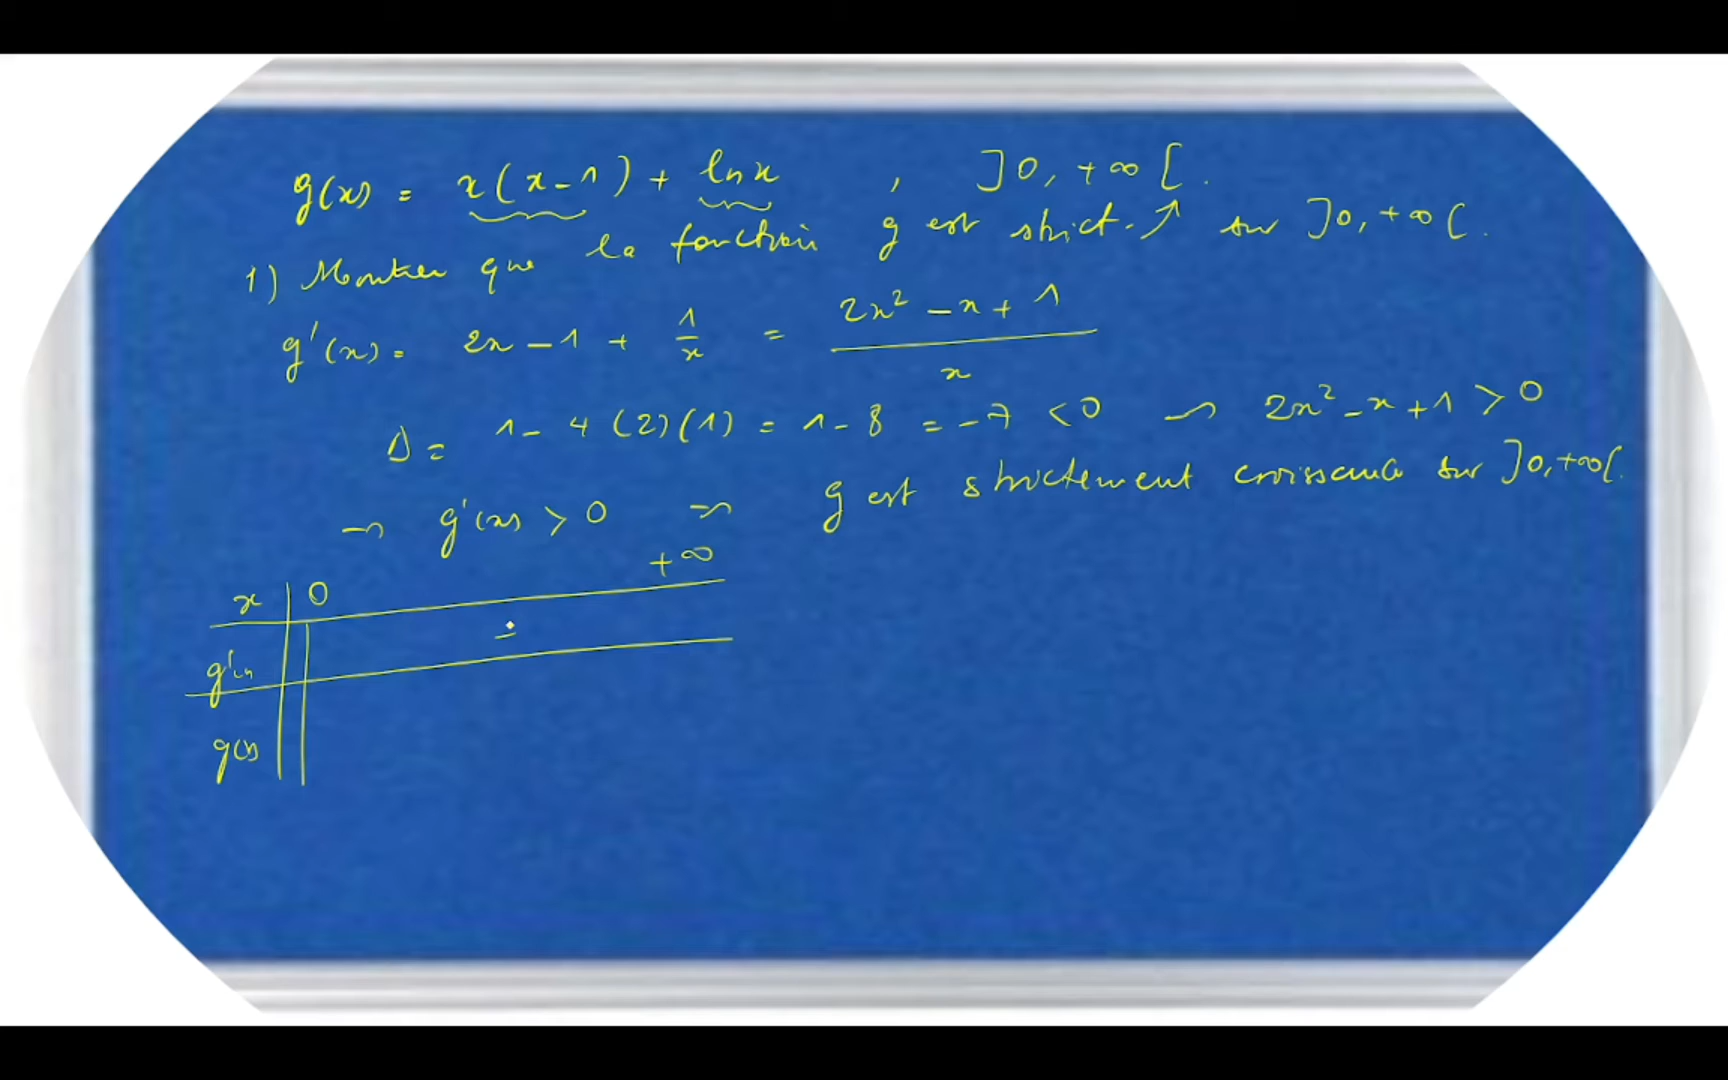 g(x) = x(x-1) + ln x , ]0, +∞[.
1) Montrer que la fonction g est strict. ↗ sur ]0, +∞[.
g'(x) = 2x - 1 + 1/x = (2x² - x + 1)/x
Δ = 1 - 4(2)(1) = 1 - 8 = -7 < 0 ⇝ 2x² - x + 1 > 0
⇝ g'(x) > 0 ⇝ g est strictement croissance sur ]0, +∞[.
x 0 +∞
g'(x)
g(x)